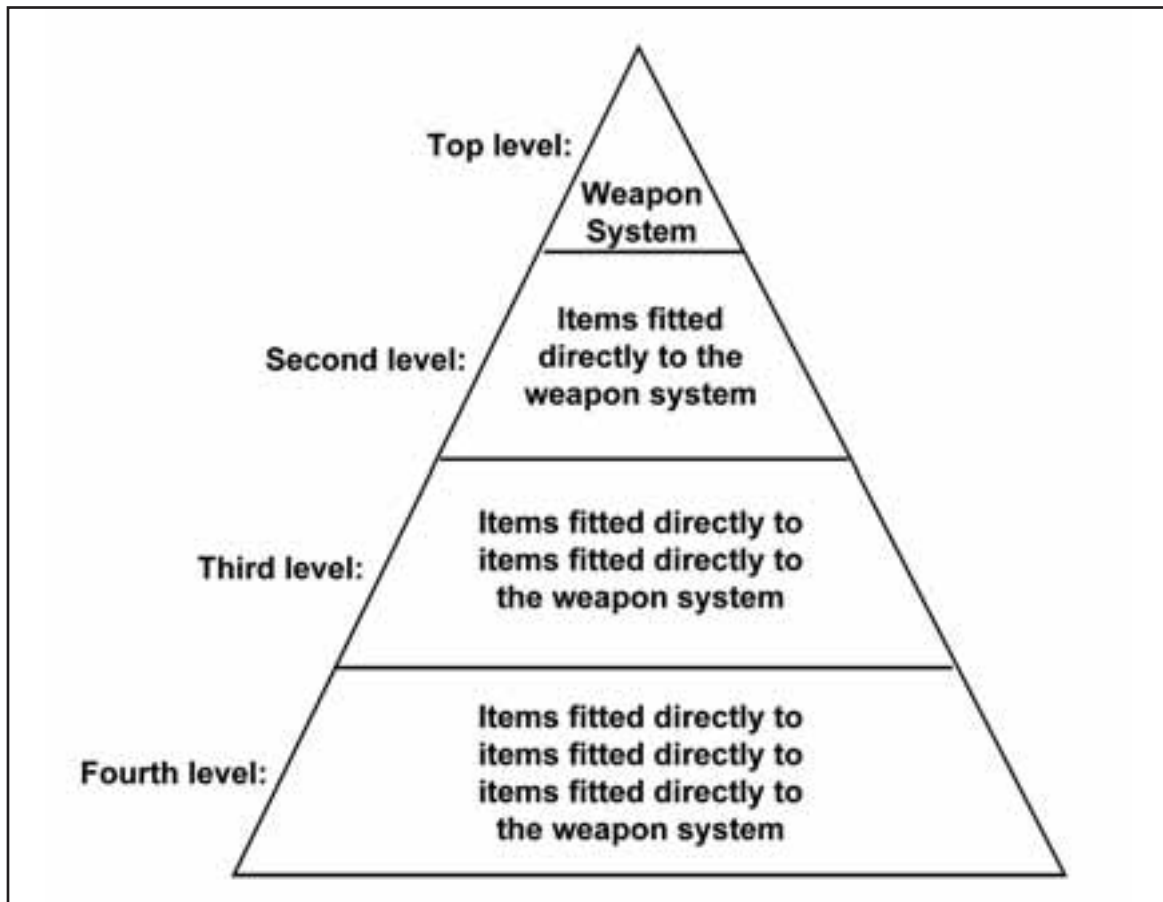 Top level:
Weapon
System
Second level:
Items fitted
directly to the
weapon system
Third level:
Items fitted directly to
items fitted directly to
the weapon system
Fourth level:
Items fitted directly to
items fitted directly to
items fitted directly to
the weapon system